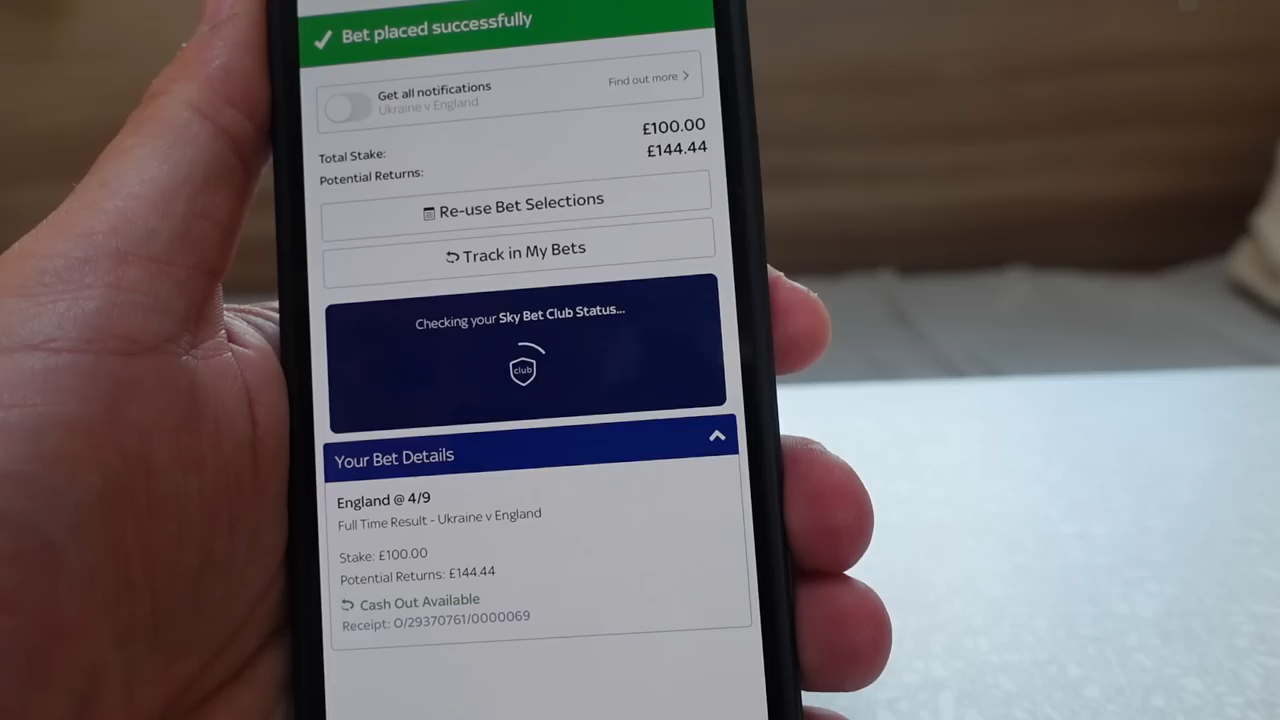 Bet placed successfully
Get all notifications
Ukraine v England
Find out more
Total Stake: £100.00
Potential Returns: £144.44
Re-use Bet Selections
Track in My Bets
Checking your Sky Bet Club Status...
club
Your Bet Details
England @ 4/9
Full Time Result - Ukraine v England
Stake: £100.00
Potential Returns: £144.44
Cash Out Available
Receipt: O/29370761/0000069